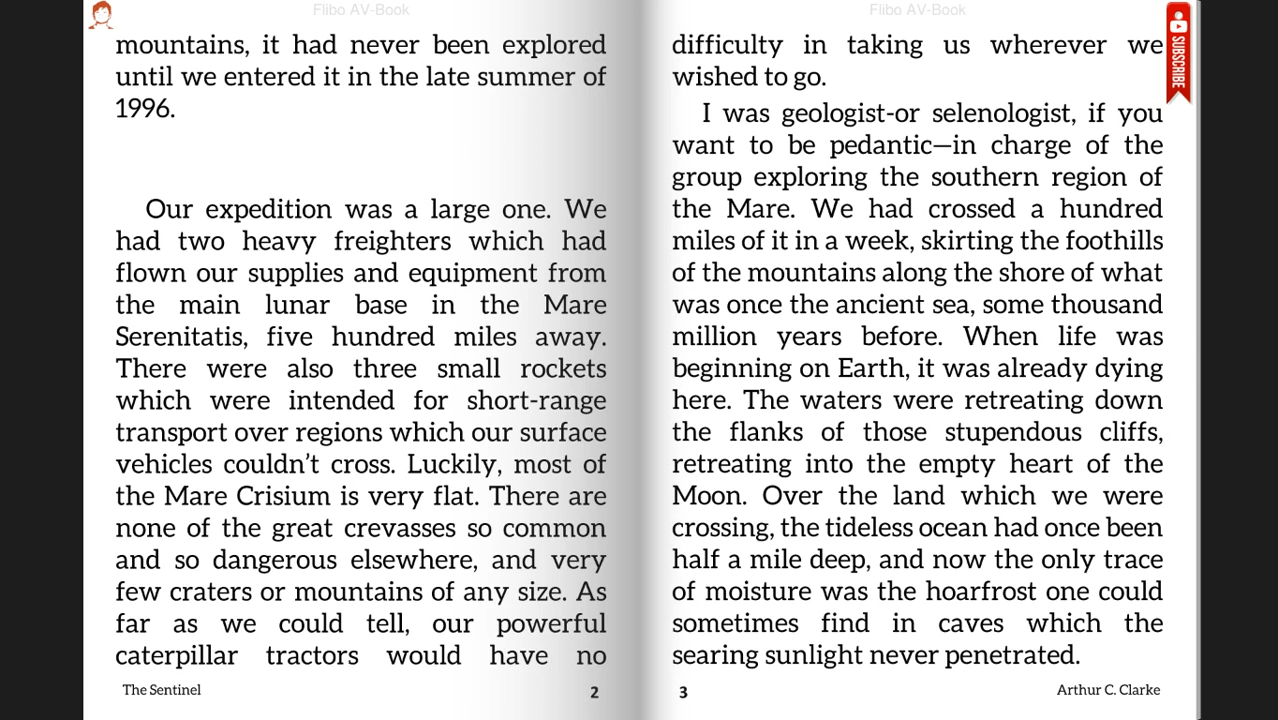 Flibo AV-Book
mountains, it had never been explored
until we entered it in the late summer of
1996.
Our expedition was a large one. We
had two heavy freighters which had
flown our supplies and equipment from
the main lunar base in the Mare
Serenitatis, five hundred miles away.
There were also three small rockets
which were intended for short-range
transport over regions which our surface
vehicles couldn’t cross. Luckily, most of
the Mare Crisium is very flat. There are
none of the great crevasses so common
and so dangerous elsewhere, and very
few craters or mountains of any size. As
far as we could tell, our powerful
caterpillar tractors would have no
The Sentinel
2
Flibo AV-Book
SUBSCRIBE
difficulty in taking us wherever we
wished to go.
I was geologist-or selenologist, if you
want to be pedantic—in charge of the
group exploring the southern region of
the Mare. We had crossed a hundred
miles of it in a week, skirting the foothills
of the mountains along the shore of what
was once the ancient sea, some thousand
million years before. When life was
beginning on Earth, it was already dying
here. The waters were retreating down
the flanks of those stupendous cliffs,
retreating into the empty heart of the
Moon. Over the land which we were
crossing, the tideless ocean had once been
half a mile deep, and now the only trace
of moisture was the hoarfrost one could
sometimes find in caves which the
searing sunlight never penetrated.
3
Arthur C. Clarke